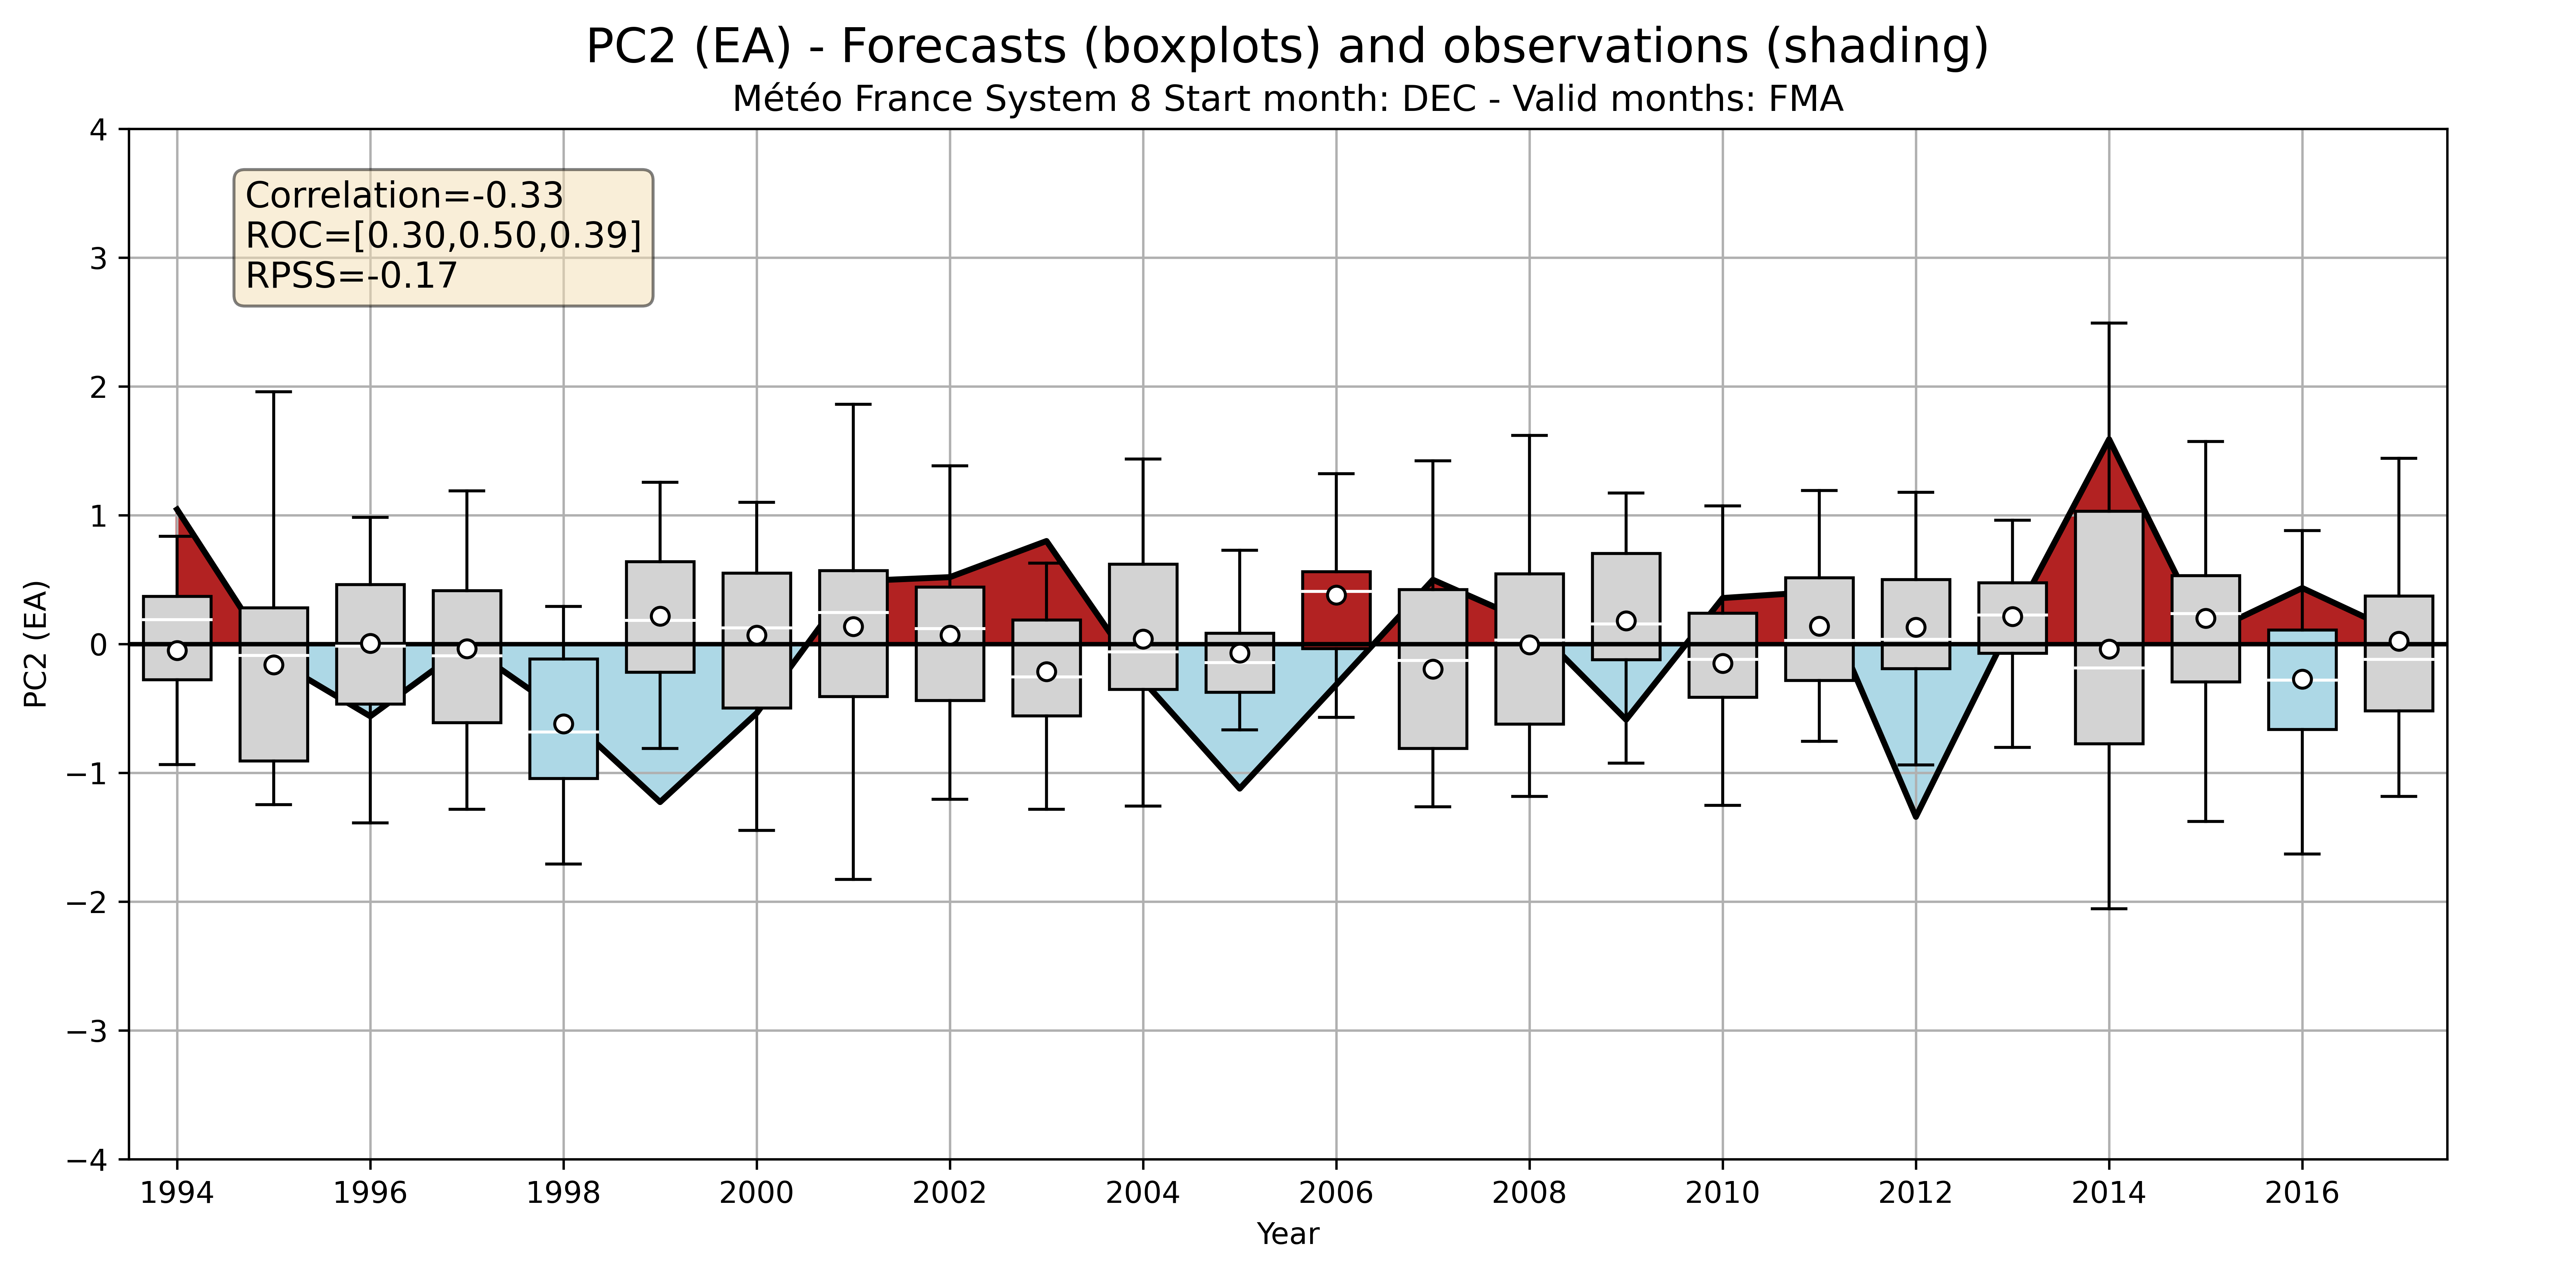 PC2 (EA) - Forecasts (boxplots) and observations (shading)
Météo France System 8 Start month: DEC - Valid months: FMA
Correlation=-0.33
ROC=[0.30,0.50,0.39]
RPSS=-0.17
PC2 (EA)
4
3
2
1
0
−1
−2
−3
−4
1994 1996 1998 2000 2002 2004 2006 2008 2010 2012 2014 2016
Year